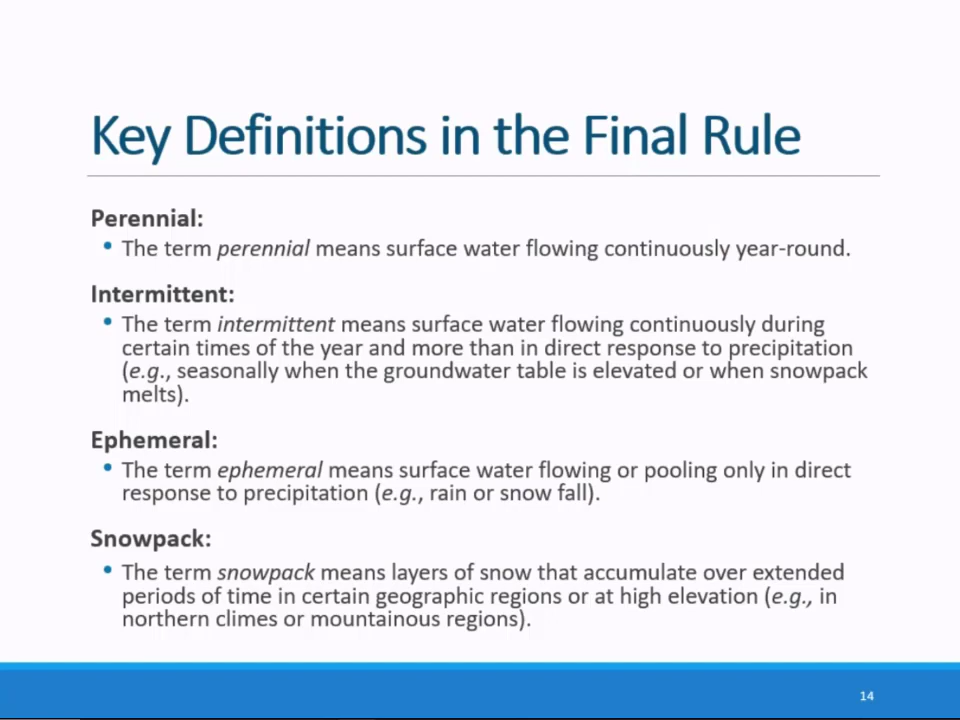 Key Definitions in the Final Rule
Perennial:
• The term perennial means surface water flowing continuously year-round.
Intermittent:
• The term intermittent means surface water flowing continuously during
certain times of the year and more than in direct response to precipitation
(e.g., seasonally when the groundwater table is elevated or when snowpack
melts).
Ephemeral:
• The term ephemeral means surface water flowing or pooling only in direct
response to precipitation (e.g., rain or snow fall).
Snowpack:
• The term snowpack means layers of snow that accumulate over extended
periods of time in certain geographic regions or at high elevation (e.g., in
northern climes or mountainous regions).
14